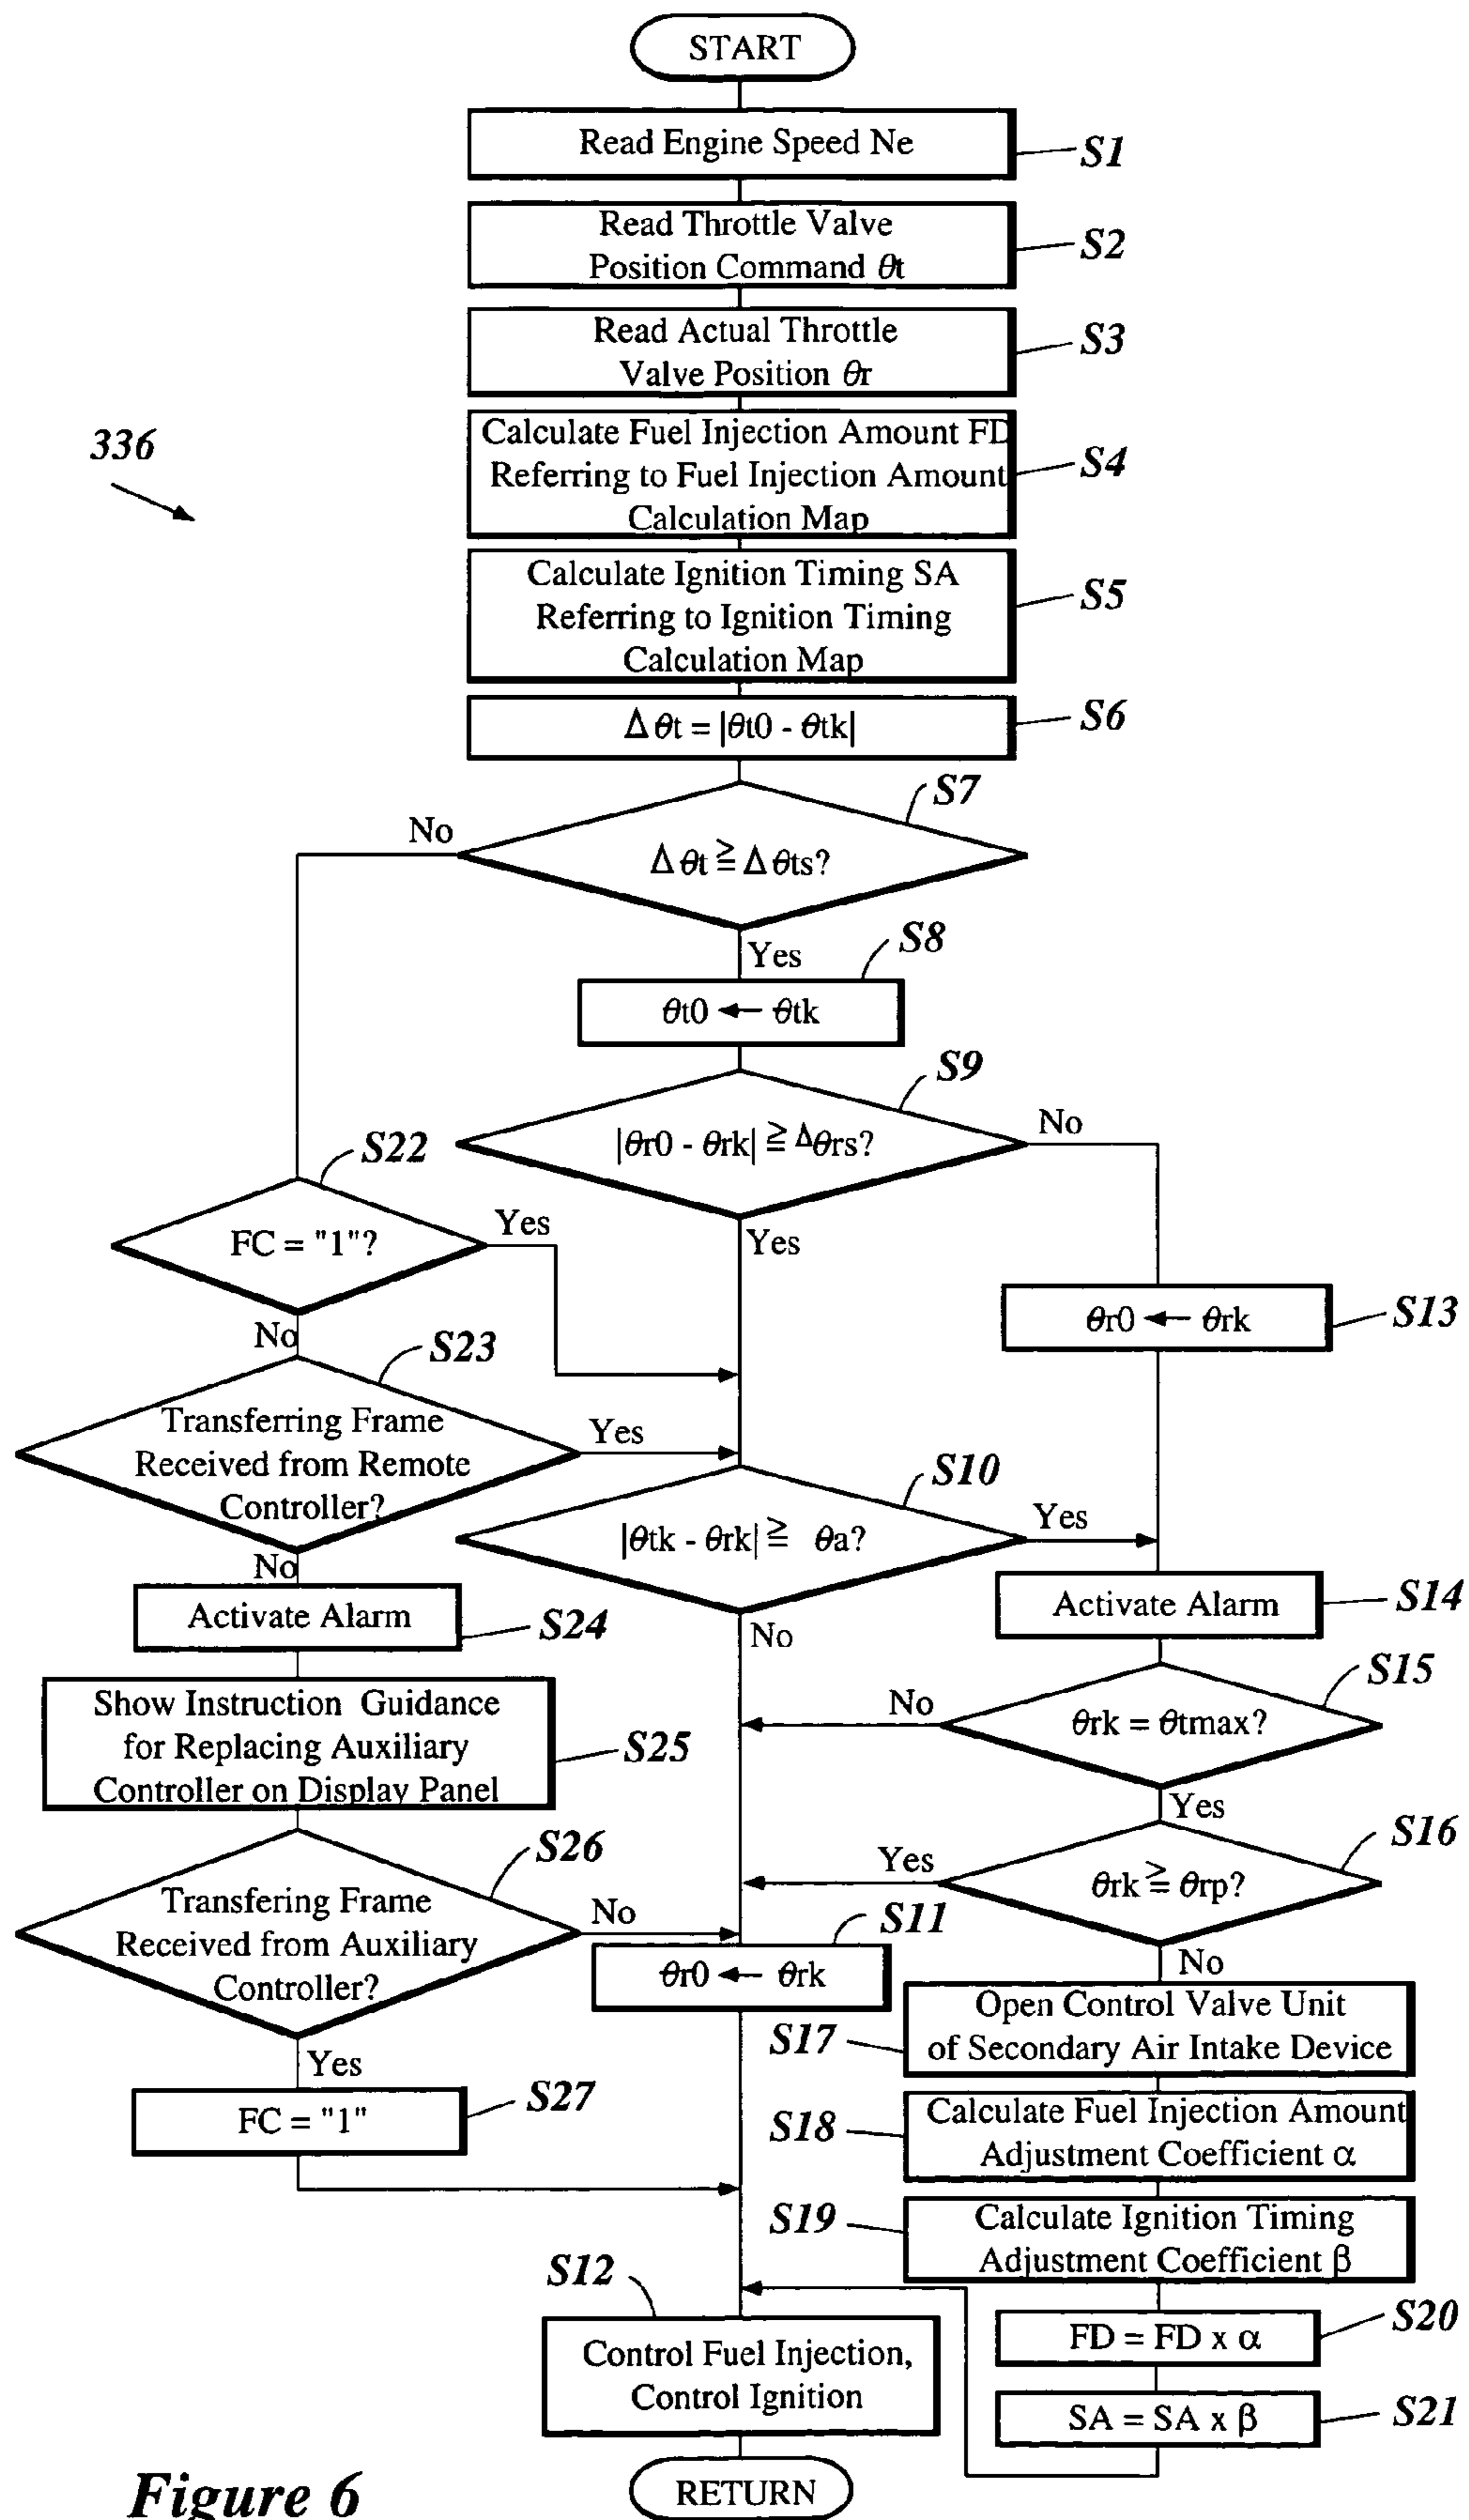 START
Read Engine Speed Ne
S1
Read Throttle Valve
Position Command θt
S2
Read Actual Throttle
Valve Position θr
S3
336
Calculate Fuel Injection Amount FD
Referring to Fuel Injection Amount
Calculation Map
S4
Calculate Ignition Timing SA
Referring to Ignition Timing
Calculation Map
S5
Δ θt = |θt0 - θtk|
S6
S7
No
Δ θt ≧ Δ θts?
Yes
S8
θt0 ← θtk
S9
|θr0 - θrk| ≧ Δθrs?
No
Yes
S22
FC = "1"?
Yes
No
θr0 ← θrk
S13
S23
Transferring Frame
Received from Remote
Controller?
Yes
No
S10
|θtk - θrk| ≧ θa?
Yes
No
Activate Alarm
S24
Activate Alarm
S14
Show Instruction Guidance
for Replacing Auxiliary
Controller on Display Panel
S25
S15
No
θrk = θtmax?
Yes
S16
Yes
θrk ≧ θrp?
No
S26
Transfering Frame
Received from Auxiliary
Controller?
No
Yes
S11
θr0 ← θrk
Open Control Valve Unit
of Secondary Air Intake Device
S17
FC = "1"
S27
Calculate Fuel Injection Amount
Adjustment Coefficient α
S18
Calculate Ignition Timing
Adjustment Coefficient β
S19
S12
Control Fuel Injection,
Control Ignition
FD = FD x α
S20
SA = SA x β
S21
RETURN
Figure 6